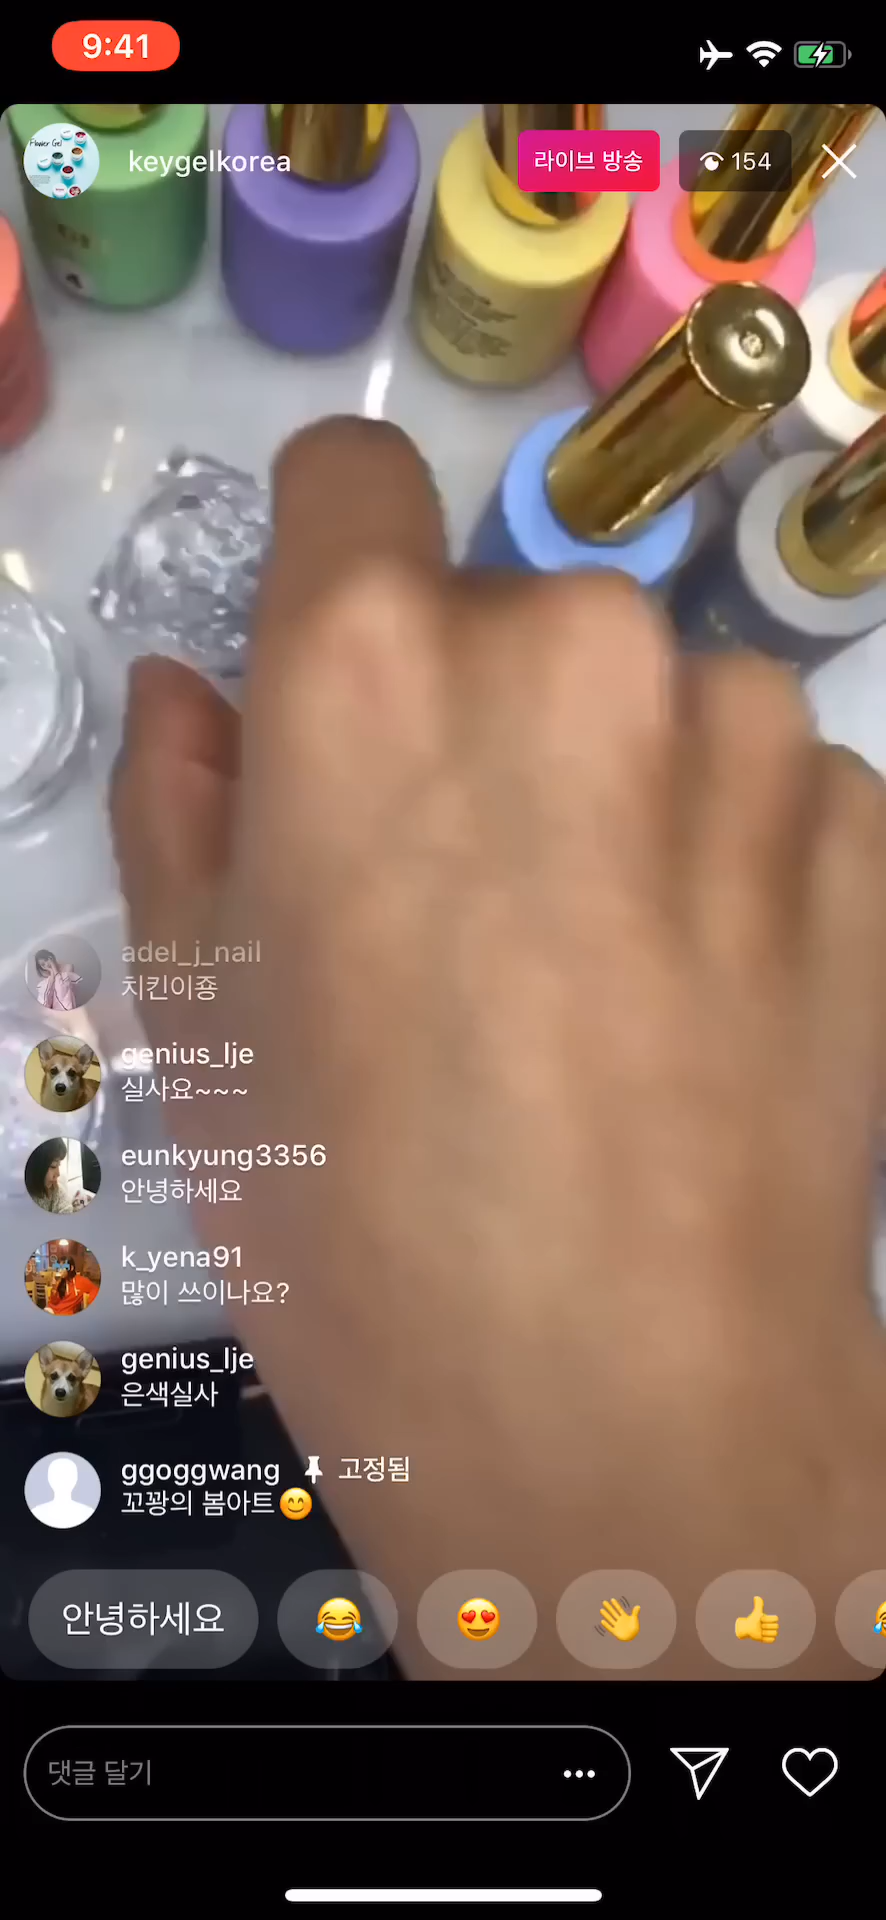 9:41
keygelkorea
라이브 방송
154
Flower Gel
adel_j_nail
치킨이죵
genius_lje
실사요~~~
eunkyung3356
안녕하세요
k_yena91
많이 쓰이나요?
genius_lje
은색실사
ggoggwang 고정됨
꼬꽝의 봄아트😊
안녕하세요 😂 😍 👋 👍
댓글 달기